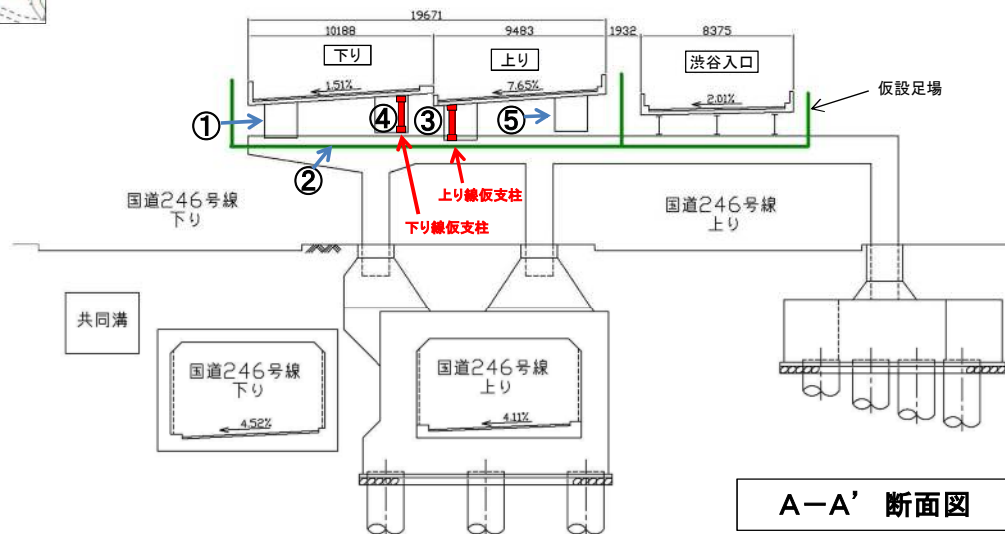 19671
10188
9483
1932
8375
下り
上り
渋谷入口
1.51%
7.65%
2.01%
仮設足場
①
④
③
⑤
②
上り線仮支柱
下り線仮支柱
国道246号線
下り
国道246号線
上り
共同溝
国道246号線
下り
4.52%
国道246号線
上り
4.11%
A-A’ 断面図